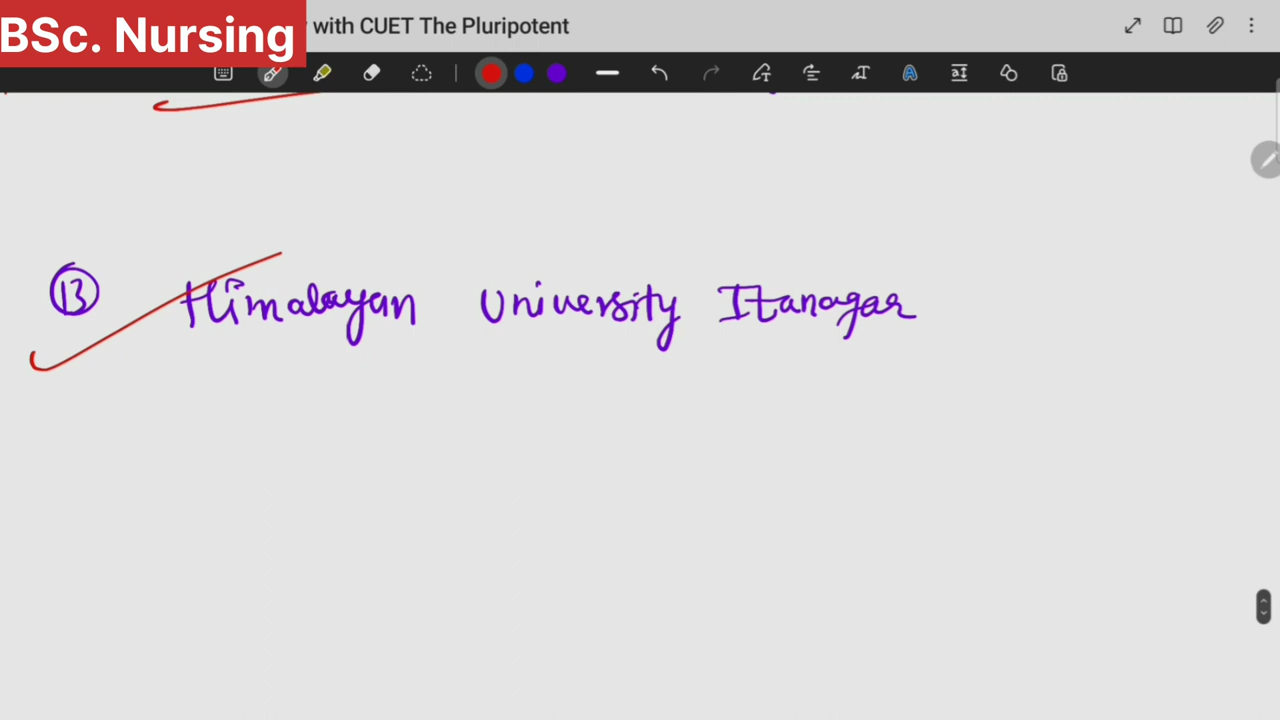 BSc. Nursing
with CUET The Pluripotent
13 Himalayan University Itanagar